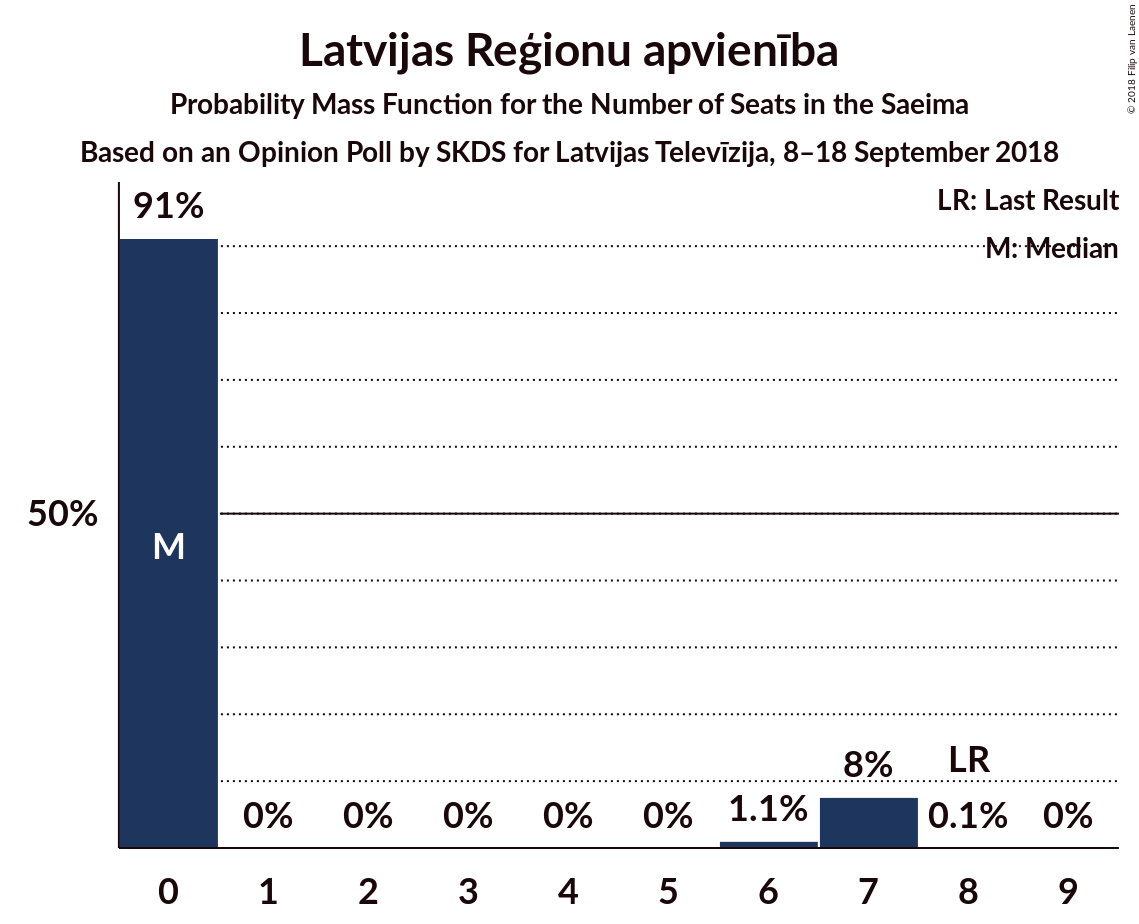 Latvijas Reģionu apvienība
Probability Mass Function for the Number of Seats in the Saeima
Based on an Opinion Poll by SKDS for Latvijas Televīzija, 8–18 September 2018
© 2018 Filip van Laenen
LR: Last Result
M: Median
91%
50%
M
0%
0%
0%
0%
0%
1.1%
8%
LR
0.1%
0%
0
1
2
3
4
5
6
7
8
9